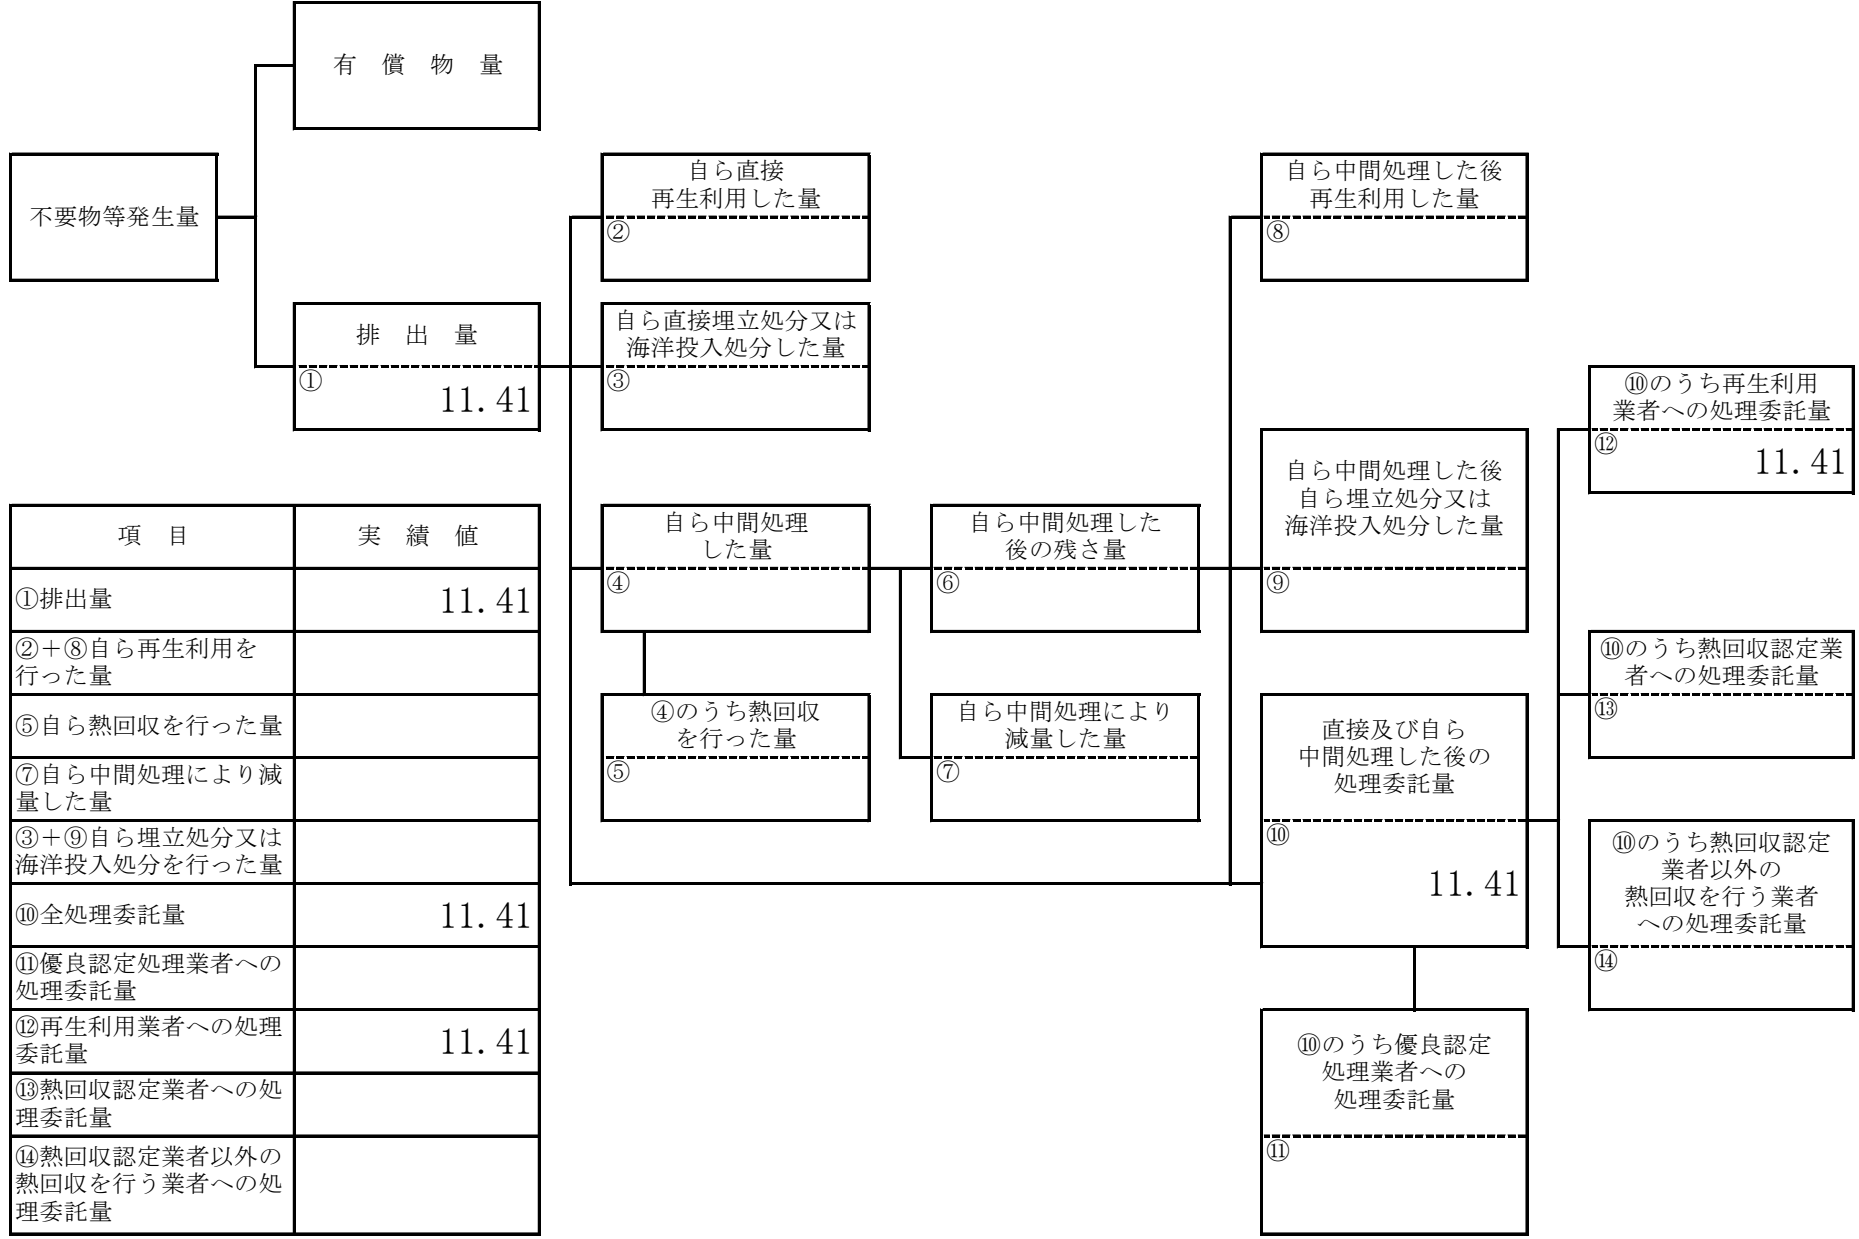 有　償　物　量
不要物等発生量
排　出　量
①
11.41
自ら直接
再生利用した量
②
自ら直接埋立処分又は
海洋投入処分した量
③
自ら中間処理
した量
④
④のうち熱回収
を行った量
⑤
自ら中間処理した
後の残さ量
⑥
自ら中間処理により
減量した量
⑦
自ら中間処理した後
再生利用した量
⑧
自ら中間処理した後
自ら埋立処分又は
海洋投入処分した量
⑨
直接及び自ら
中間処理した後の
処理委託量
⑩
11.41
⑩のうち優良認定
処理業者への
処理委託量
⑪
⑩のうち再生利用
業者への処理委託量
⑫
11.41
⑩のうち熱回収認定業
者への処理委託量
⑬
⑩のうち熱回収認定
業者以外の
熱回収を行う業者
への処理委託量
⑭
項　目　実　績　値
①排出量　11.41
②＋⑧自ら再生利用を
行った量
⑤自ら熱回収を行った量
⑦自ら中間処理により減
量した量
③＋⑨自ら埋立処分又は
海洋投入処分を行った量
⑩全処理委託量　11.41
⑪優良認定処理業者への
処理委託量
⑫再生利用業者への処理
委託量　11.41
⑬熱回収認定業者への処
理委託量
⑭熱回収認定業者以外の
熱回収を行う業者への処
理委託量